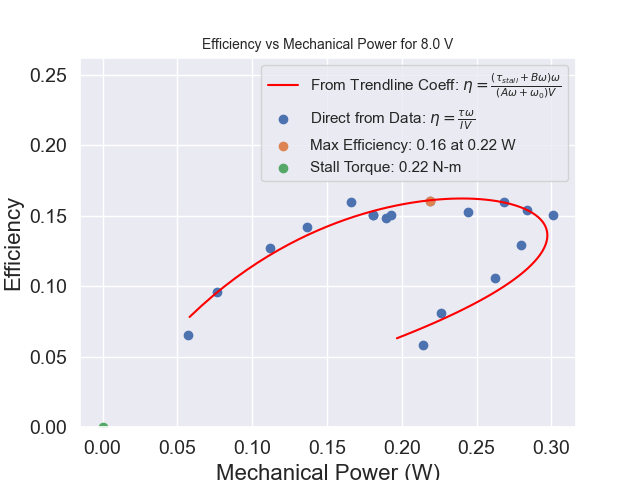 Efficiency vs Mechanical Power for 8.0 V
From Trendline Coeff: η = (τ_stall + Bω)ω / (Aω + ω_0)V
Direct from Data: η = τω / IV
Max Efficiency: 0.16 at 0.22 W
Stall Torque: 0.22 N-m
0.25
0.20
0.15
0.10
0.05
0.00
Efficiency
0.00 0.05 0.10 0.15 0.20 0.25 0.30
Mechanical Power (W)